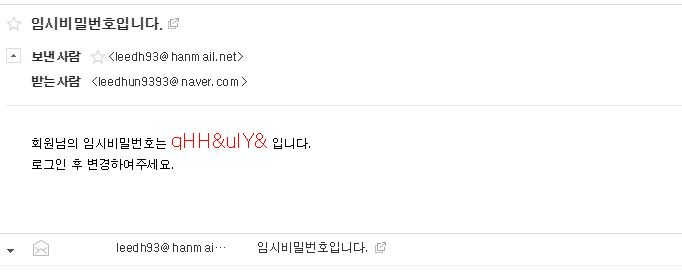 임시비밀번호입니다.
보낸사람 <leedh93@hanmail.net>
받는사람 <leedhun9393@naver.com>
회원님의 임시비밀번호는 qHH&uIY& 입니다.
로그인 후 변경하여주세요.
leedh93@hanmai··· 임시비밀번호입니다.